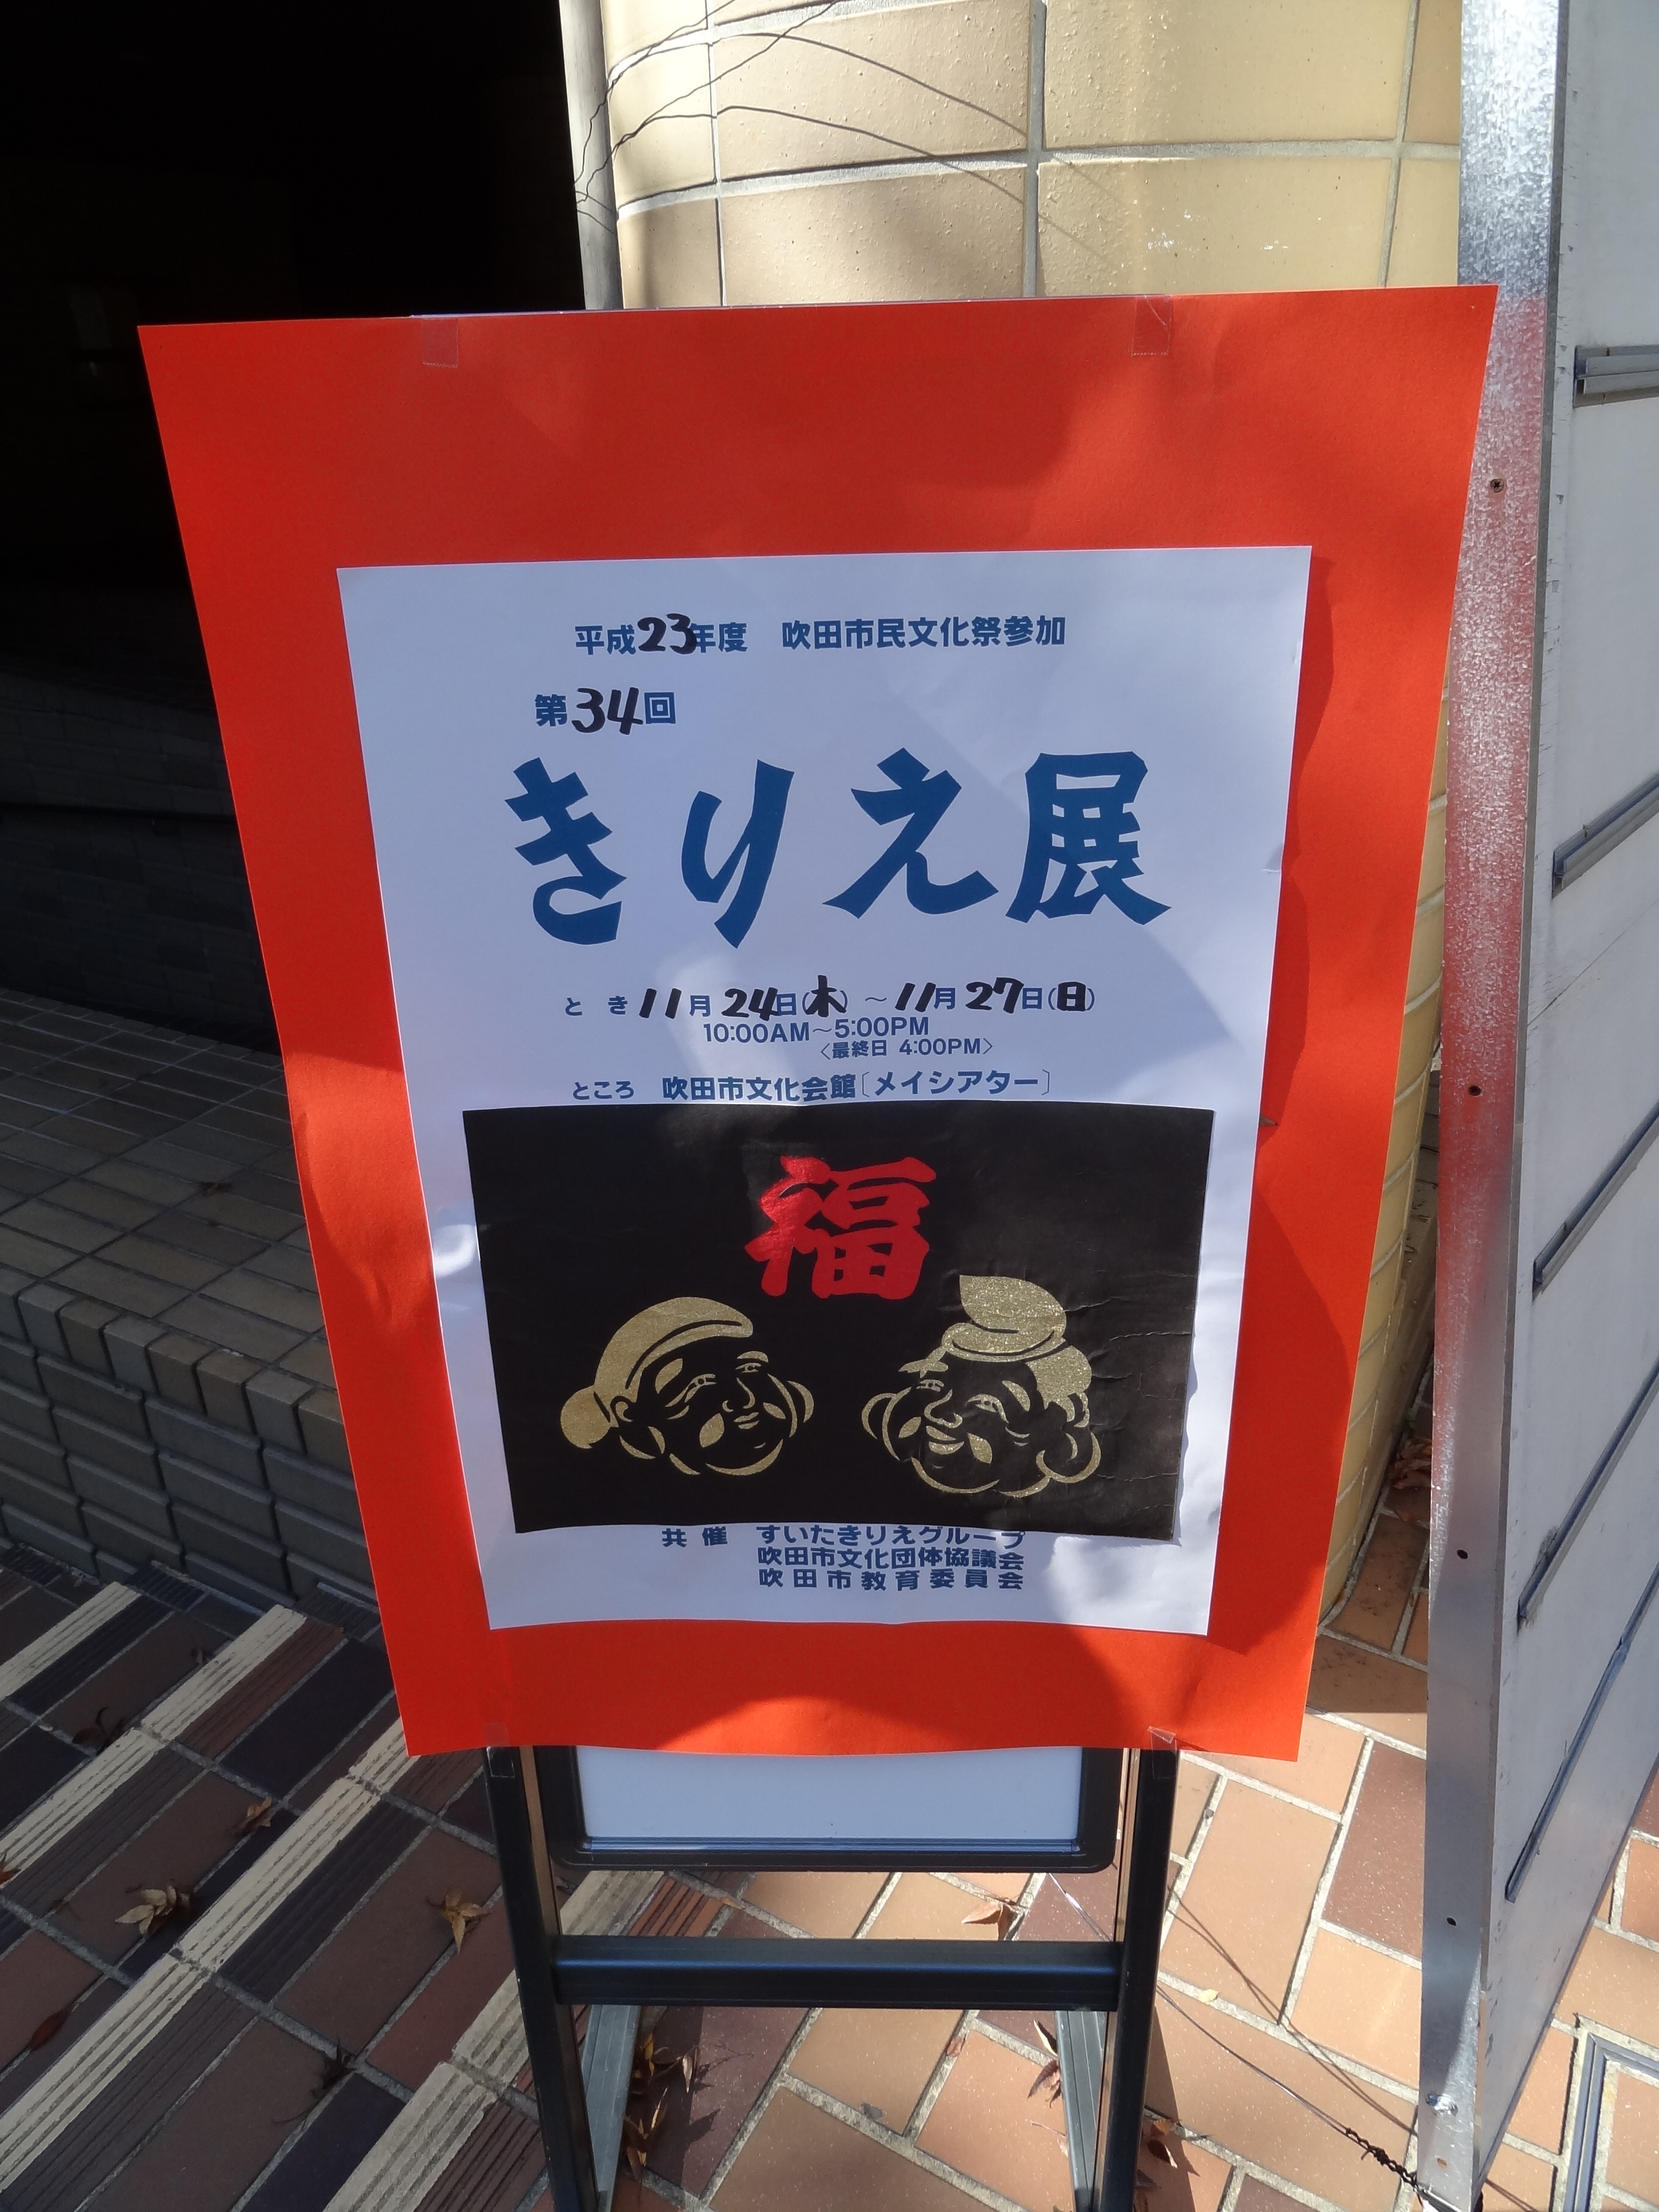 平成23年度　吹田市民文化祭参加
第34回
きりえ展
とき 11月24日(木)～11月27日(日)
10:00AM～5:00PM
〈最終日 4:00PM〉
ところ　吹田市文化会館〔メイシアター〕
福
共催　すいたきりえグループ
吹田市文化団体協議会
吹田市教育委員会